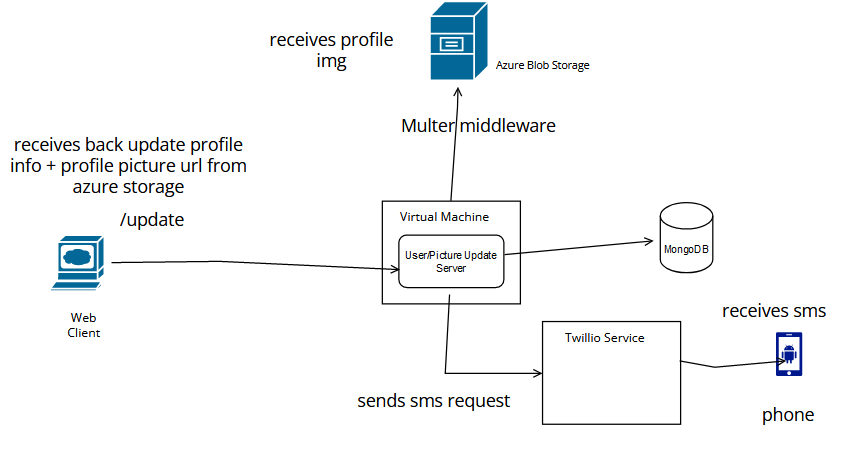 receives profile
img
Azure Blob Storage
Multer middleware
receives back update profile
info + profile picture url from
azure storage
/update
Web
Client
Virtual Machine
User/Picture Update
Server
MongoDB
sends sms request
Twillio Service
receives sms
phone